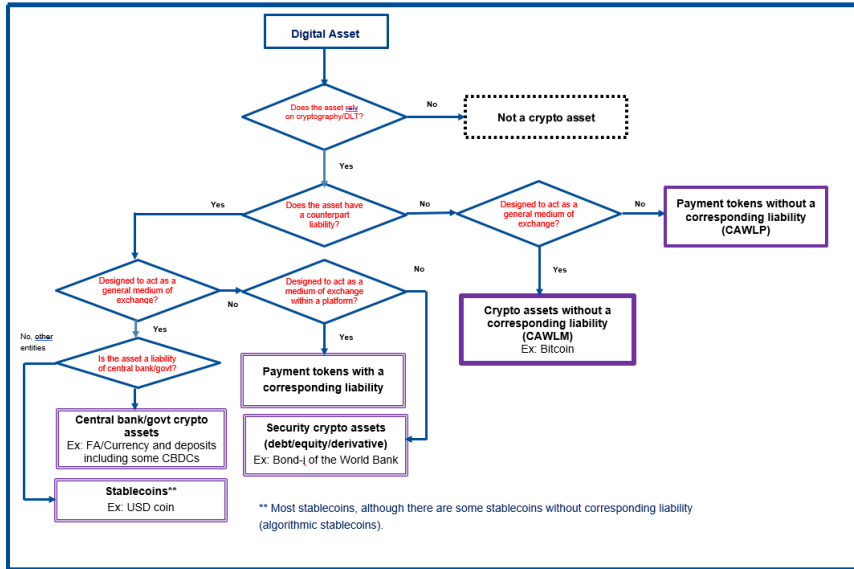 Digital Asset
Does the asset rely
on cryptography/DLT?
No
Not a crypto asset
Yes
Yes
Does the asset have
a counterpart
liability?
No
Designed to act as a
general medium of
exchange?
No
Payment tokens without a
corresponding liability
(CAWLP)
Designed to act as a
general medium of
exchange?
No
Designed to act as a
medium of exchange
within a platform?
No
Yes
Crypto assets without a
corresponding liability
(CAWLM)
Ex: Bitcoin
No, other
entities
Yes
Is the asset a liability
of central bank/govt?
Yes
Payment tokens with a
corresponding liability
Central bank/govt crypto
assets
Ex: FA/Currency and deposits
including some CBDCs
Security crypto assets
(debt/equity/derivative)
Ex: Bond-i of the World Bank
Stablecoins**
Ex: USD coin
** Most stablecoins, although there are some stablecoins without corresponding liability
(algorithmic stablecoins).